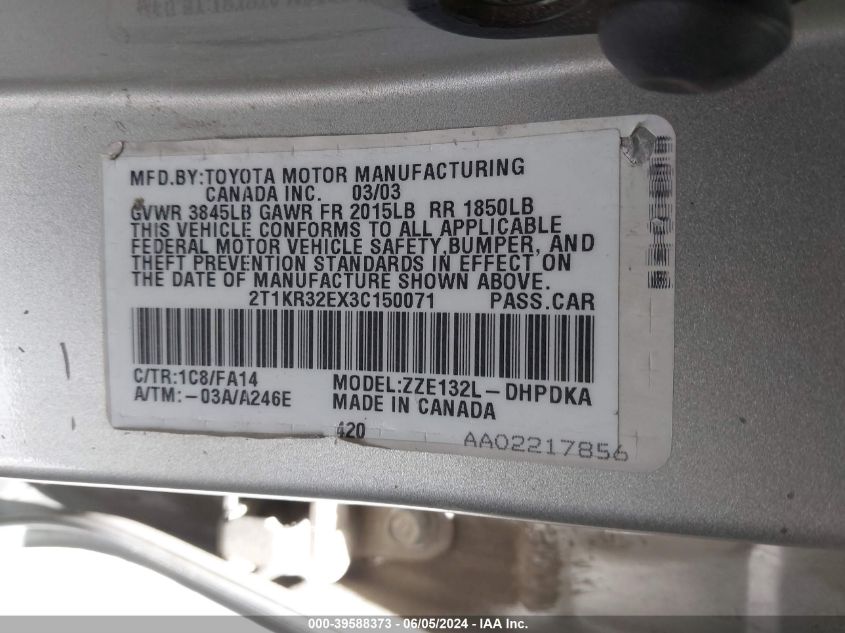 MFD.BY:TOYOTA MOTOR MANUFACTURING
CANADA INC. 03/03
GVWR 3845LB GAWR FR 2015LB RR 1850LB
THIS VEHICLE CONFORMS TO ALL APPLICABLE
FEDERAL MOTOR VEHICLE SAFETY,BUMPER, AND
THEFT PREVENTION STANDARDS IN EFFECT ON
THE DATE OF MANUFACTURE SHOWN ABOVE.
2T1KR32EX3C150071 PASS.CAR
C/TR:1C8/FA14 MODEL:ZZE132L-DHPDKA
A/TM:-03A/A246E MADE IN CANADA
420 AA02217856
000-39588373 - 06/05/2024 - IAA Inc.